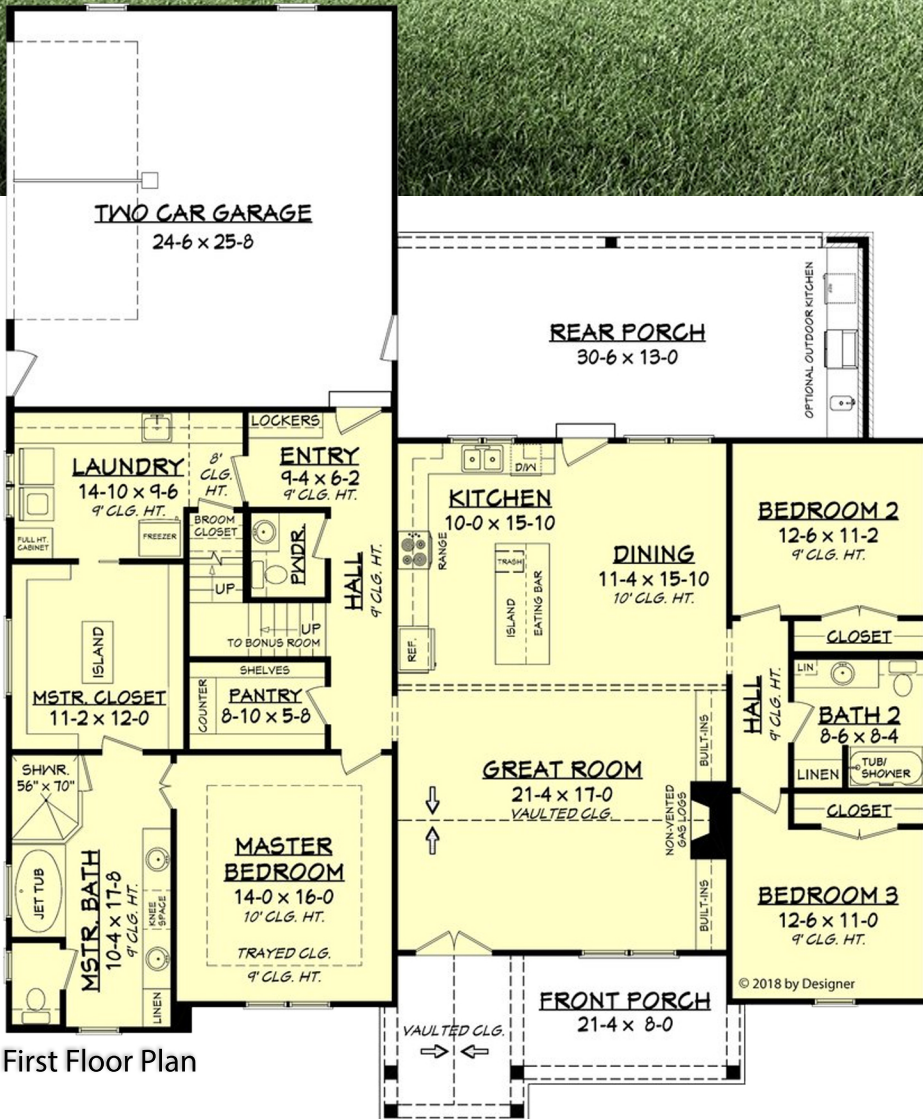 TWO CAR GARAGE
24-6 x 25-8
REAR PORCH
30-6 x 13-0
OPTIONAL OUTDOOR KITCHEN
LOCKERS
LAUNDRY
14-10 x 9-6
9' CLG. HT.
8'
CLG.
HT.
ENTRY
9-4 x 6-2
9' CLG. HT.
FULL HT.
CABINET
FREEZER
BROOM
CLOSET
PWDR.
HALL
9' CLG. HT.
UP
UP
TO BONUS ROOM
D/W
KITCHEN
10-0 x 15-10
RANGE
TRASH
ISLAND
EATING BAR
REF.
DINING
11-4 x 15-10
10' CLG. HT.
BEDROOM 2
12-6 x 11-2
9' CLG. HT.
CLOSET
ISLAND
MSTR. CLOSET
11-2 x 12-0
SHELVES
COUNTER
PANTRY
8-10 x 5-8
HALL
9' CLG. HT.
LIN
BATH 2
8-6 x 8-4
LINEN
TUB/
SHOWER
BUILT-INS
GREAT ROOM
21-4 x 17-0
VAULTED CLG.
NON-VENTED
GAS LOGS
BUILT-INS
CLOSET
BEDROOM 3
12-6 x 11-0
9' CLG. HT.
SHWR.
56" x 70"
JET TUB
MSTR. BATH
10-4 x 17-8
9' CLG. HT.
KNEE
SPACE
LINEN
MASTER
BEDROOM
14-0 x 16-0
10' CLG. HT.
TRAYED CLG.
9' CLG. HT.
© 2018 by Designer
FRONT PORCH
21-4 x 8-0
VAULTED CLG.
First Floor Plan